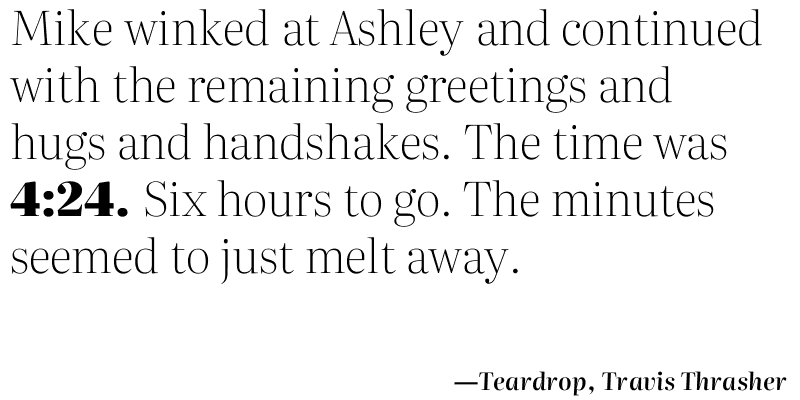 Mike winked at Ashley and continued
with the remaining greetings and
hugs and handshakes. The time was
4:24. Six hours to go. The minutes
seemed to just melt away.
—Teardrop, Travis Thrasher